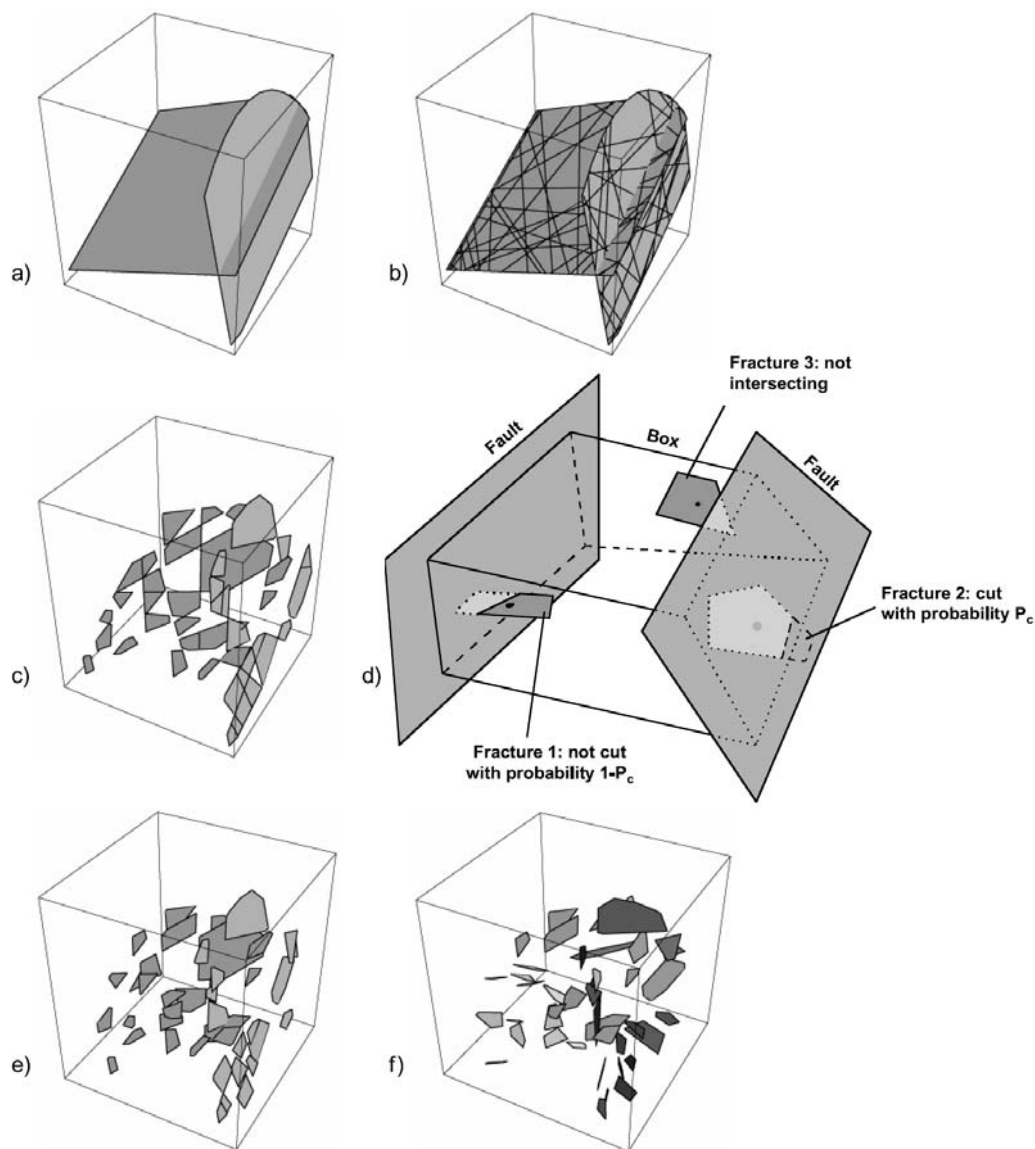 a)
b)
Fracture 3: not
intersecting
Fault
Box
Fault
Fracture 2: cut
with probability Pc
c)
d)
Fracture 1: not cut
with probability 1-Pc
e)
f)